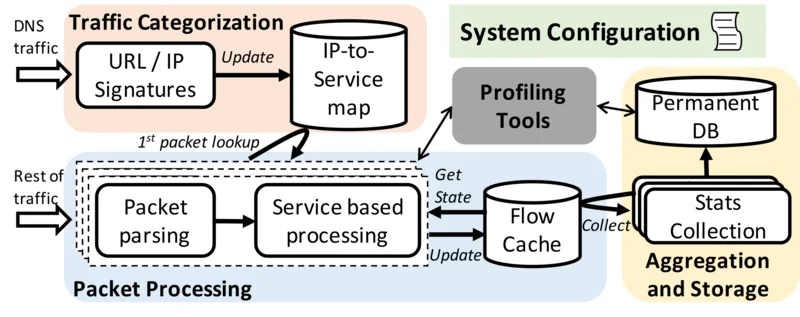 DNS
traffic
Traffic Categorization
URL / IP
Signatures
Update
IP-to-
Service
map
System Configuration
Profiling
Tools
Permanent
DB
1st packet lookup
Rest of
traffic
Packet
parsing
Service based
processing
Get
State
Update
Flow
Cache
Collect
Stats
Collection
Packet Processing
Aggregation
and Storage